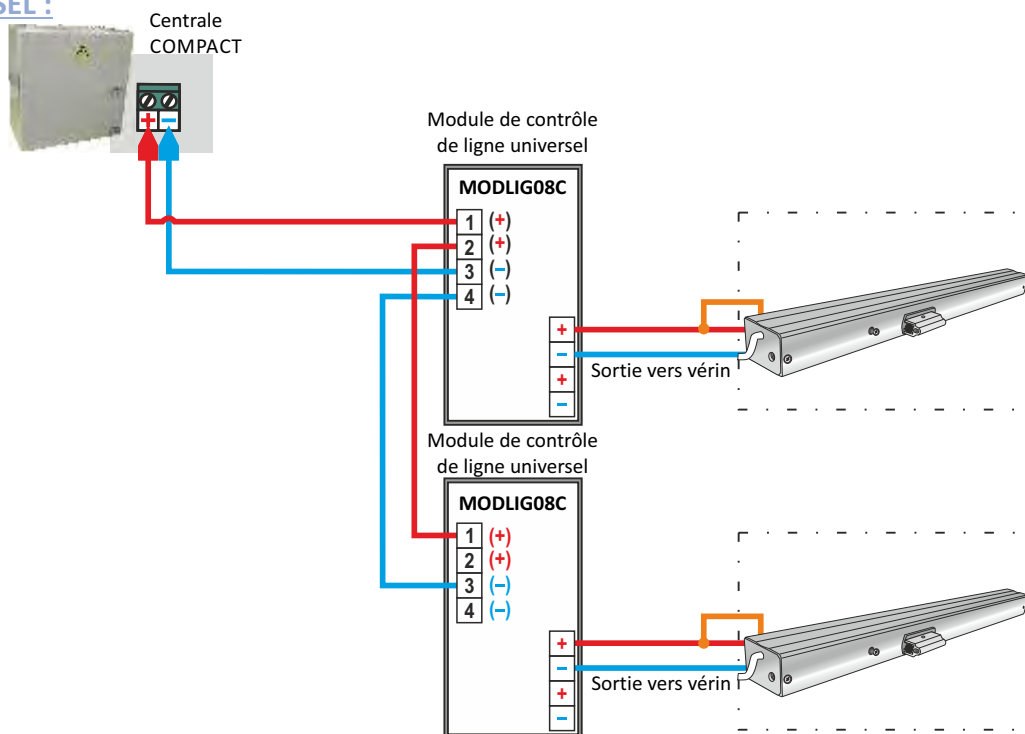 SEL :
Centrale
COMPACT
+ −
Module de contrôle
de ligne universel
MODLIG08C
1 (+)
2 (+)
3 (−)
4 (−)
+
−
+
−
Sortie vers vérin
Module de contrôle
de ligne universel
MODLIG08C
1 (+)
2 (+)
3 (−)
4 (−)
+
−
+
−
Sortie vers vérin